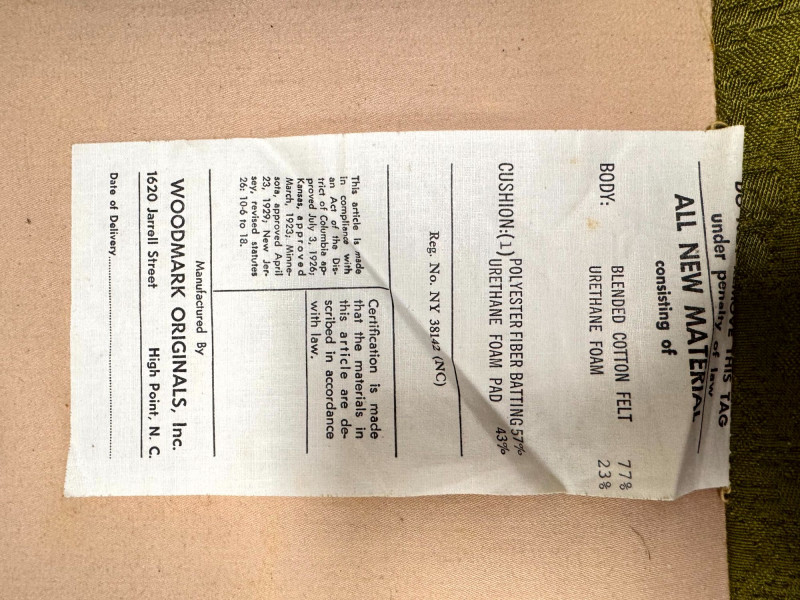 REMOVE THIS TAG
under penalty of law
ALL NEW MATERIAL
consisting of
BODY:
BLENDED COTTON FELT 77%
URETHANE FOAM 23%
CUSHION:(1) POLYESTER FIBER BATTING 57%
URETHANE FOAM PAD 43%
Reg. No. NY 38142 (NC)
This article is made
in compliance with
an Act of the Dis-
trict of Columbia ap-
proved July 3, 1926;
Kansas, approved
March, 1923; Minne-
sota, approved April
23, 1929; New Jer-
sey, revised statutes
26: 10-6 to 18.
Certification is made
that the materials in
this article are de-
scribed in accordance
with law.
Manufactured By
WOODMARK ORIGINALS, Inc.
1620 Jarrell Street High Point, N. C.
Date of Delivery